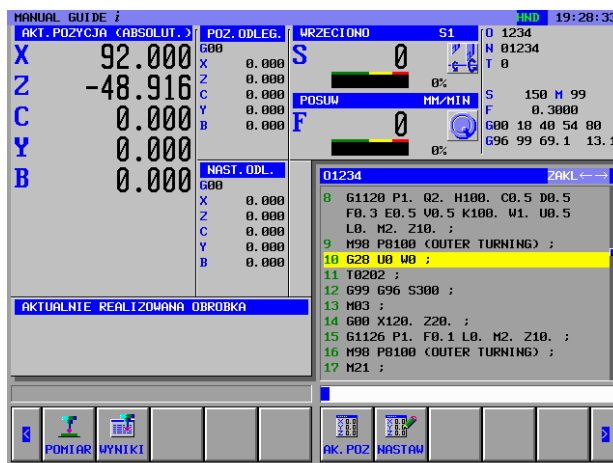 MANUAL GUIDE i
HND 19:28:33
AKT.POZYCJA (ABSOLUT.)
X 92.000
Z -48.916
C 0.000
Y 0.000
B 0.000
POZ.ODLEG.
G00
X 0.000
Z 0.000
C 0.000
Y 0.000
B 0.000
NAST.ODL.
G00
X 0.000
Z 0.000
C 0.000
Y 0.000
B 0.000
WRZECIONO S1
S 0
0%
POSUW MM/MIN
F 0
0%
O 1234
N 01234
T 0
S 150 M 99
F 0.3000
G00 18 40 54 80
G96 99 69.1 13.1
AKTUALNIE REALIZOWANA OBROBKA
O1234 ZAKL←→
8 G1120 P1. Q2. H100. C0.5 D0.5
F0.3 E0.5 V0.5 K100. W1. U0.5
L0. M2. Z10. ;
9 M98 P8100 (OUTER TURNING) ;
10 G28 U0 W0 ;
11 T0202 ;
12 G99 G96 S300 ;
13 M03 ;
14 G00 X120. Z20. ;
15 G1126 P1. F0.1 L0. M2. Z10. ;
16 M98 P8100 (OUTER TURNING) ;
17 M21 ;
< POMIAR WYNIKI AK.POZ NASTAW >